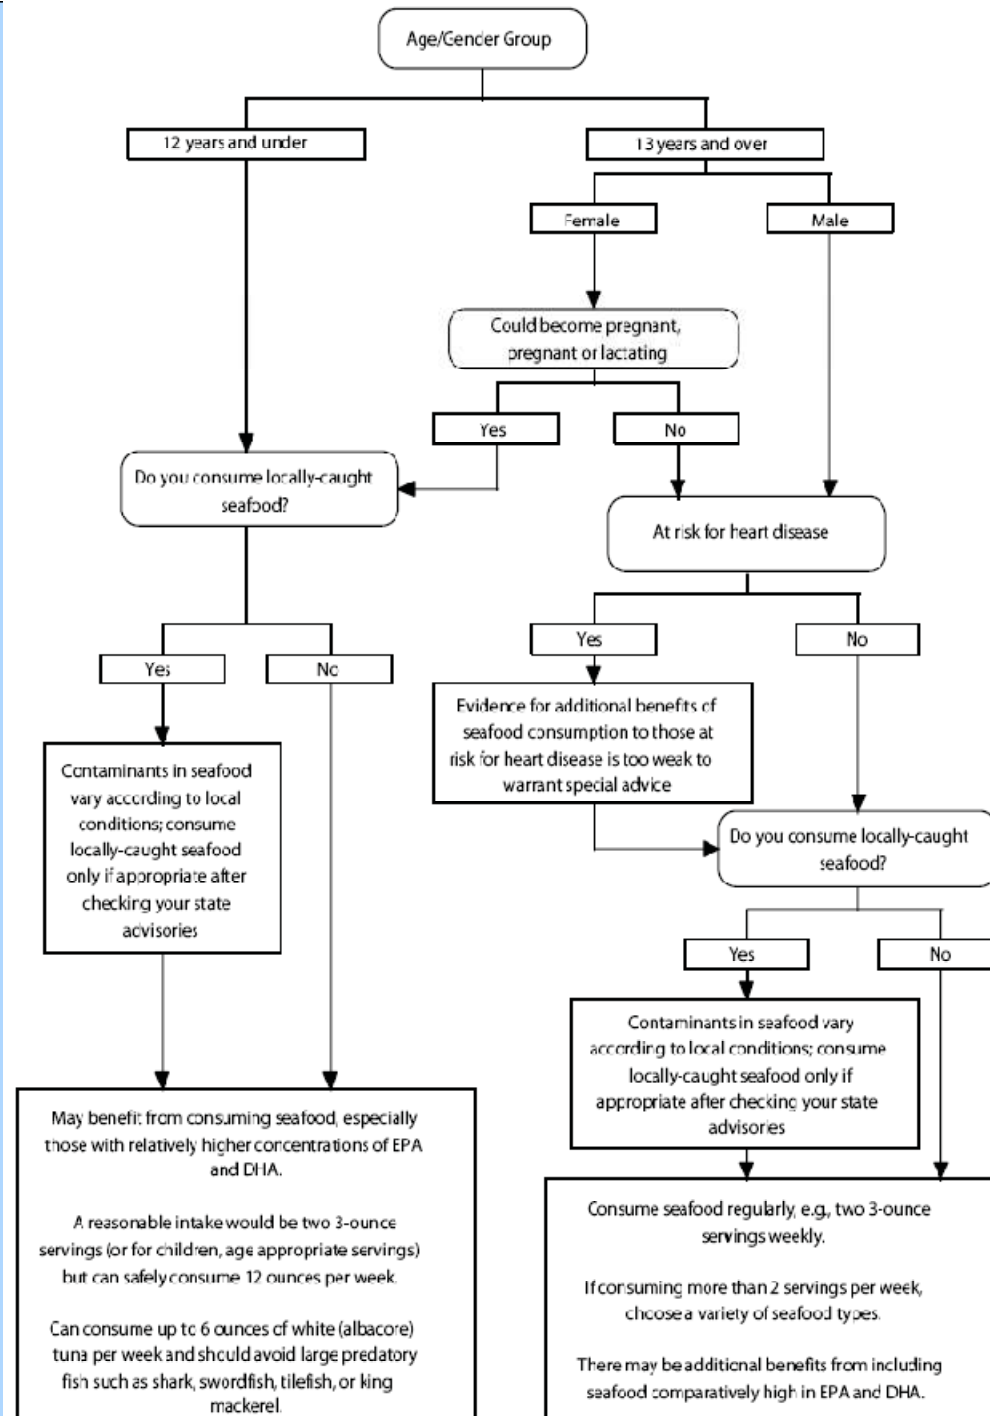 Age/Gender Group
12 years and under
13 years and over
Female
Male
Could become pregnant,
pregnant or lactating
Yes
No
Do you consume locally-caught
seafood?
At risk for heart disease
Yes
No
Yes
No
Evidence for additional benefits of
seafood consumption to those at
risk for heart disease is too weak to
warrant special advice
Contaminants in seafood
vary according to local
conditions; consume
locally-caught seafood
only if appropriate after
checking your state
advisories
Do you consume locally-caught
seafood?
Yes
No
Contaminants in seafood vary
according to local conditions; consume
locally-caught seafood only if
appropriate after checking your state
advisories
May benefit from consuming seafood, especially
those with relatively higher concentrations of EPA
and DHA.
A reasonable intake would be two 3-ounce
servings (or for children, age appropriate servings)
but can safely consume 12 ounces per week.
Can consume up to 6 ounces of white (albacore)
tuna per week and should avoid large predatory
fish such as shark, swordfish, tilefish, or king
mackerel.
Consume seafood regularly, e.g., two 3-ounce
servings weekly.
If consuming more than 2 servings per week,
choose a variety of seafood types.
There may be additional benefits from including
seafood comparatively high in EPA and DHA.